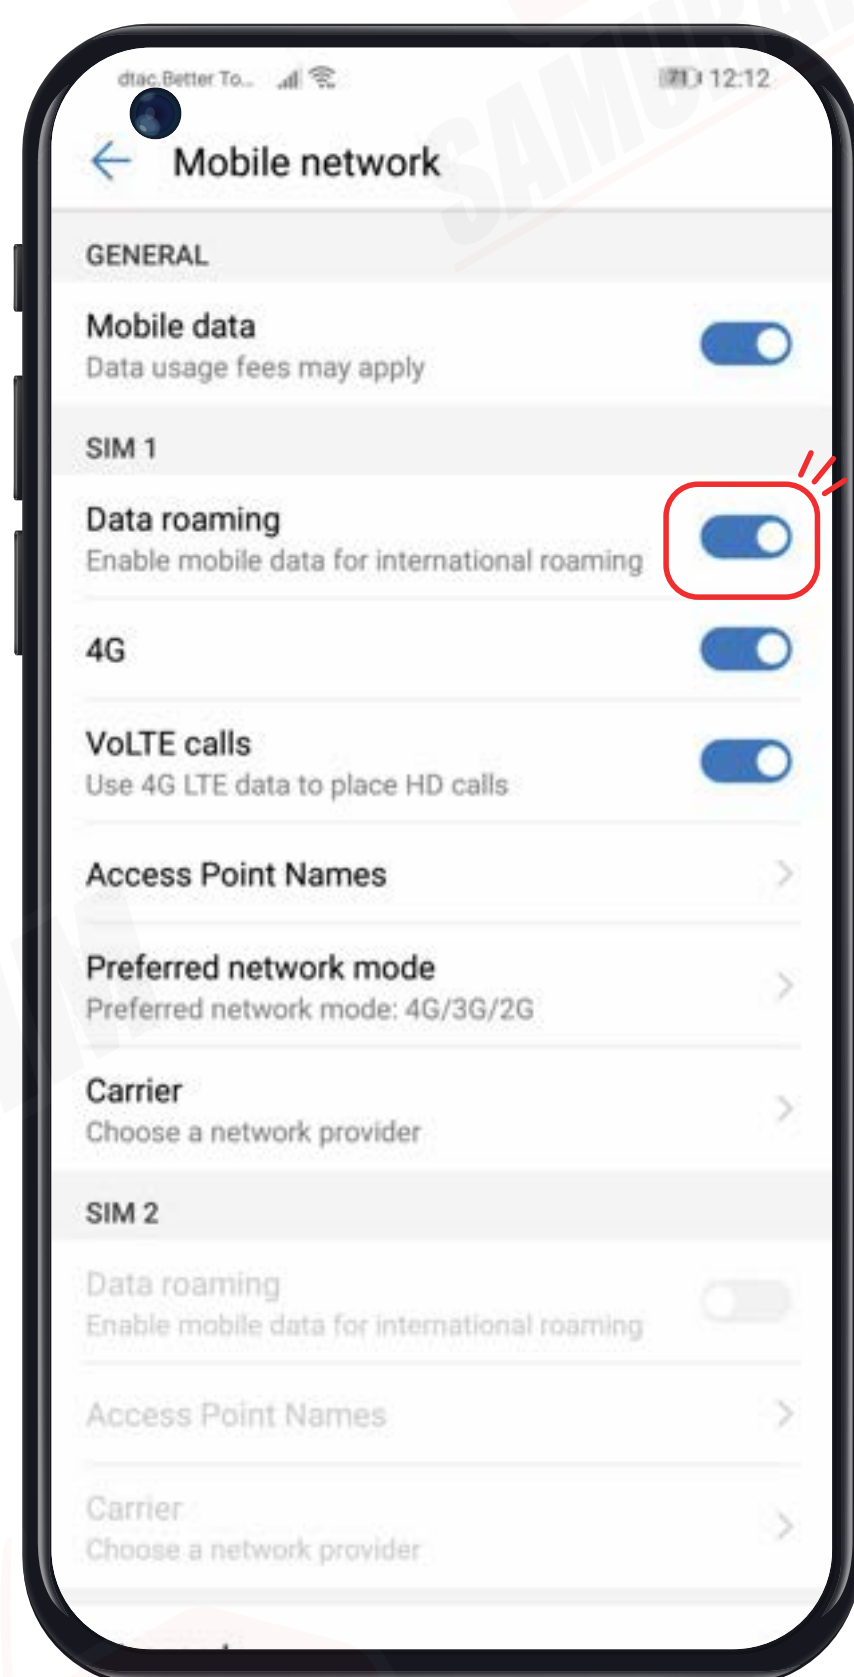 dtac.Better To...
71 12:12
Mobile network
GENERAL
Mobile data
Data usage fees may apply
SIM 1
Data roaming
Enable mobile data for international roaming
4G
VoLTE calls
Use 4G LTE data to place HD calls
Access Point Names
Preferred network mode
Preferred network mode: 4G/3G/2G
Carrier
Choose a network provider
SIM 2
Data roaming
Enable mobile data for international roaming
Access Point Names
Carrier
Choose a network provider